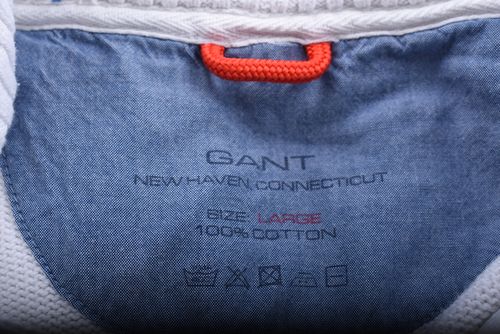 GANT
NEW HAVEN, CONNECTICUT
SIZE: LARGE
100% COTTON